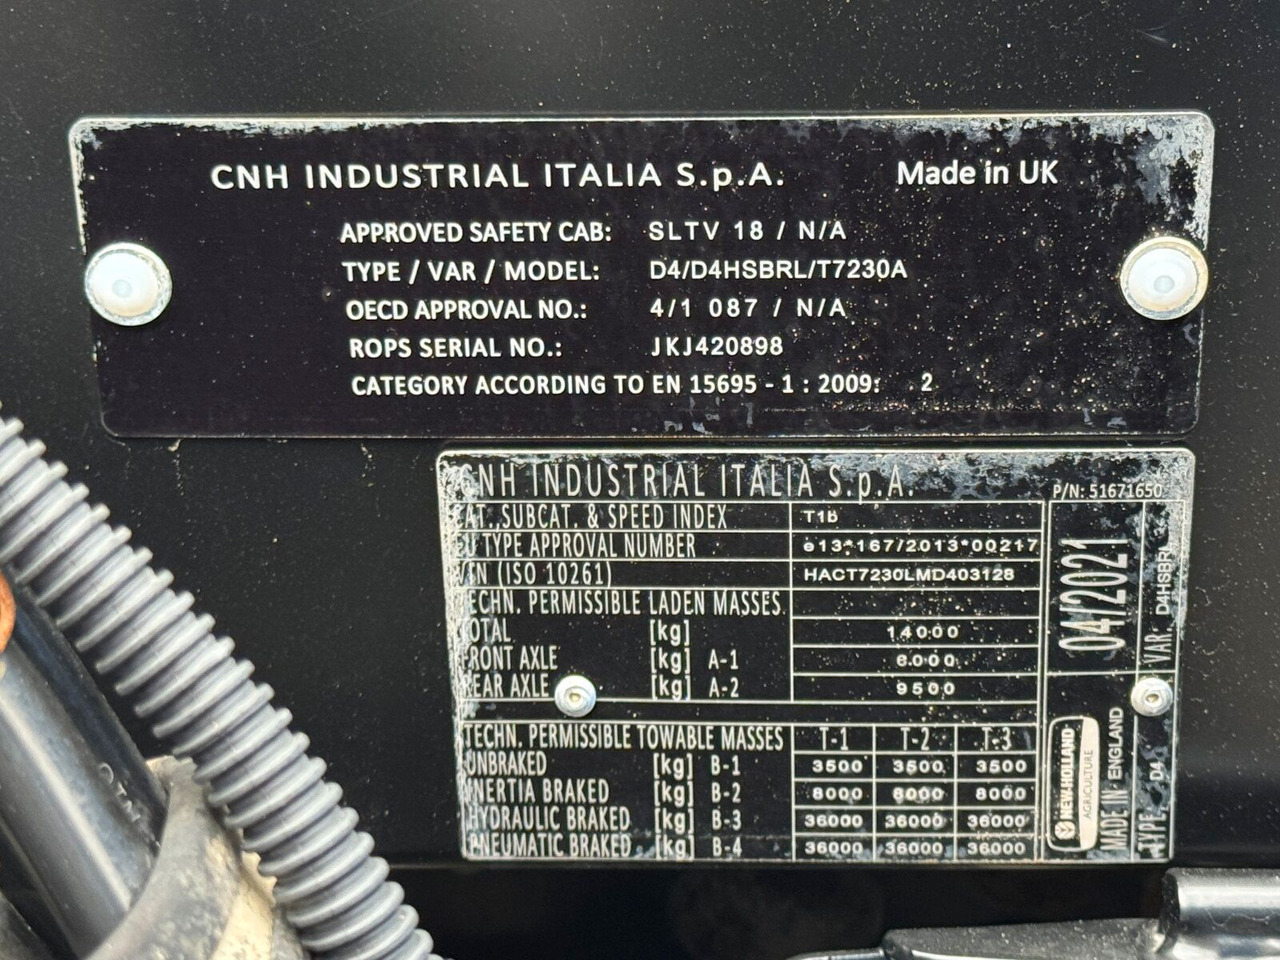 CNH INDUSTRIAL ITALIA S.p.A. Made in UK
APPROVED SAFETY CAB: SLTV 18 / N/A
TYPE / VAR / MODEL: D4/D4HSBRL/T7230A
OECD APPROVAL NO.: 4/1 087 / N/A
ROPS SERIAL NO.: JKJ420898
CATEGORY ACCORDING TO EN 15695 - 1 : 2009: 2
CNH INDUSTRIAL ITALIA S.p.A. P/N: 51671650
CAT.,SUBCAT. & SPEED INDEX T1b
EU TYPE APPROVAL NUMBER e13*167/2013*00217
VIN (ISO 10261) HACT7230LMD403128
TECHN. PERMISSIBLE LADEN MASSES
TOTAL [kg] 14000
FRONT AXLE [kg] A-1 6000
REAR AXLE [kg] A-2 9500
TECHN. PERMISSIBLE TOWABLE MASSES T-1 T-2 T-3
UNBRAKED [kg] B-1 3500 3500 3500
INERTIA BRAKED [kg] B-2 8000 8000 8000
HYDRAULIC BRAKED [kg] B-3 36000 36000 36000
PNEUMATIC BRAKED [kg] B-4 36000 36000 36000
04/2021
NEW HOLLAND
AGRICULTURE
MADE IN ENGLAND
VAR: D4HSBRL
TYPE: D4